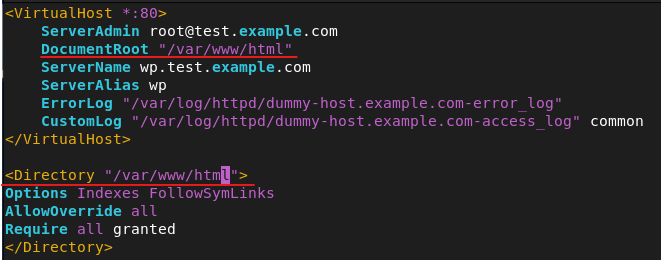 <VirtualHost *:80>
    ServerAdmin root@test.example.com
    DocumentRoot "/var/www/html"
    ServerName wp.test.example.com
    ServerAlias wp
    ErrorLog "/var/log/httpd/dummy-host.example.com-error_log"
    CustomLog "/var/log/httpd/dummy-host.example.com-access_log" common
</VirtualHost>

<Directory "/var/www/html">
Options Indexes FollowSymLinks
AllowOverride all
Require all granted
</Directory>